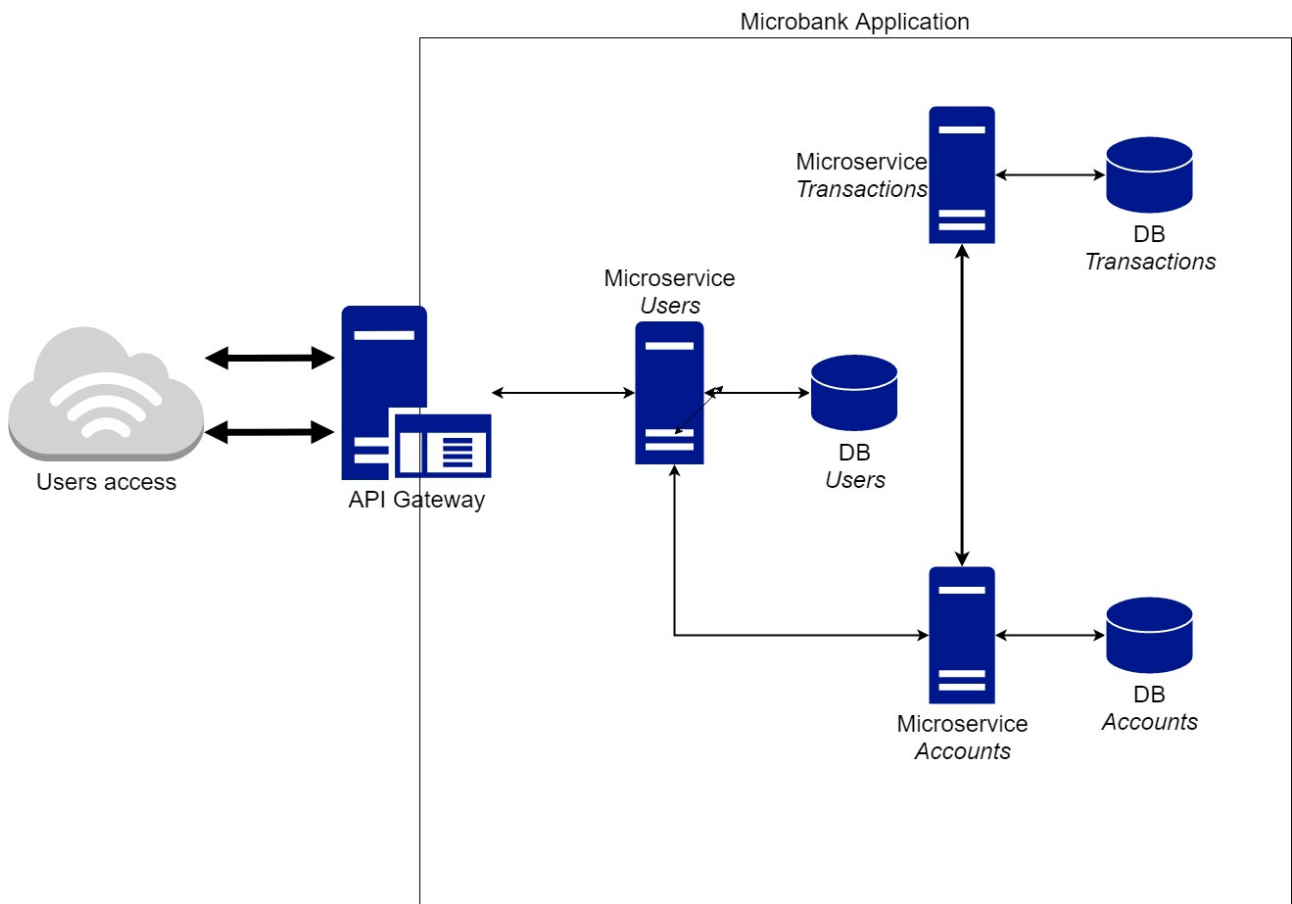 Microbank Application
Microservice
Transactions
DB
Transactions
Microservice
Users
DB
Users
Users access
API Gateway
Microservice
Accounts
DB
Accounts